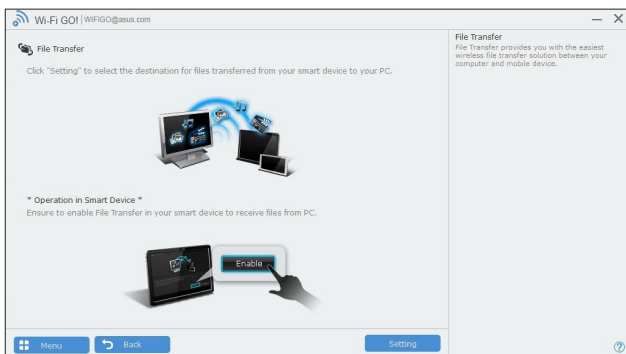 Wi-Fi GO! WIFIGO@asus.com
File Transfer
Click "Setting" to select the destination for files transferred from your smart device to your PC.
* Operation in Smart Device *
Ensure to enable File Transfer in your smart device to receive files from PC.
Enable
Menu
Back
Setting
File Transfer
File Transfer provides you with the easiest
wireless file transfer solution between your
computer and mobile device.
?